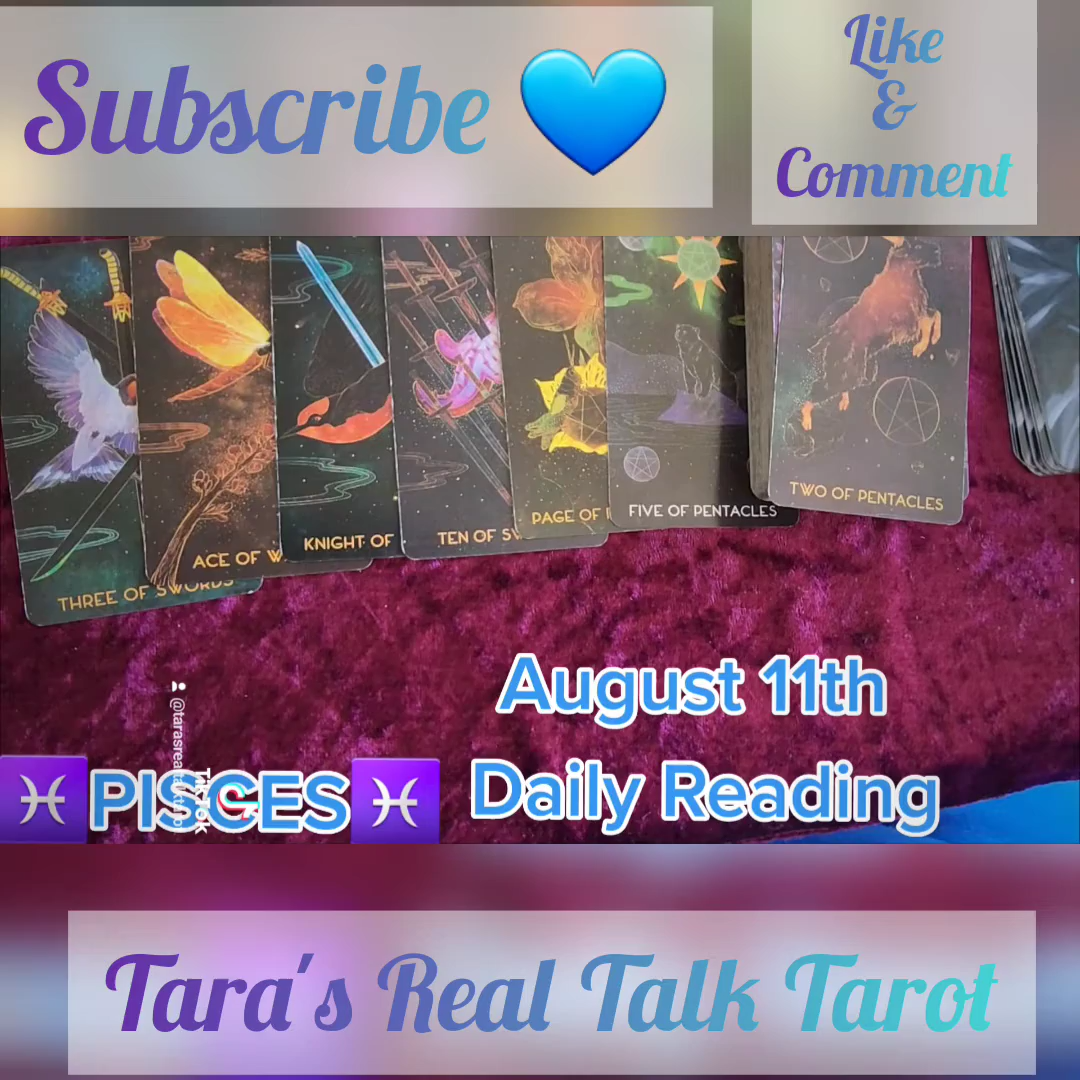 Subscribe
Like
&
Comment
TWO OF PENTACLES
FIVE OF PENTACLES
PAGE OF
TEN OF SW
KNIGHT OF
ACE OF W
THREE OF SWORDS
August 11th
PISCES
Daily Reading
TikTok
Tara's Real Talk Tarot